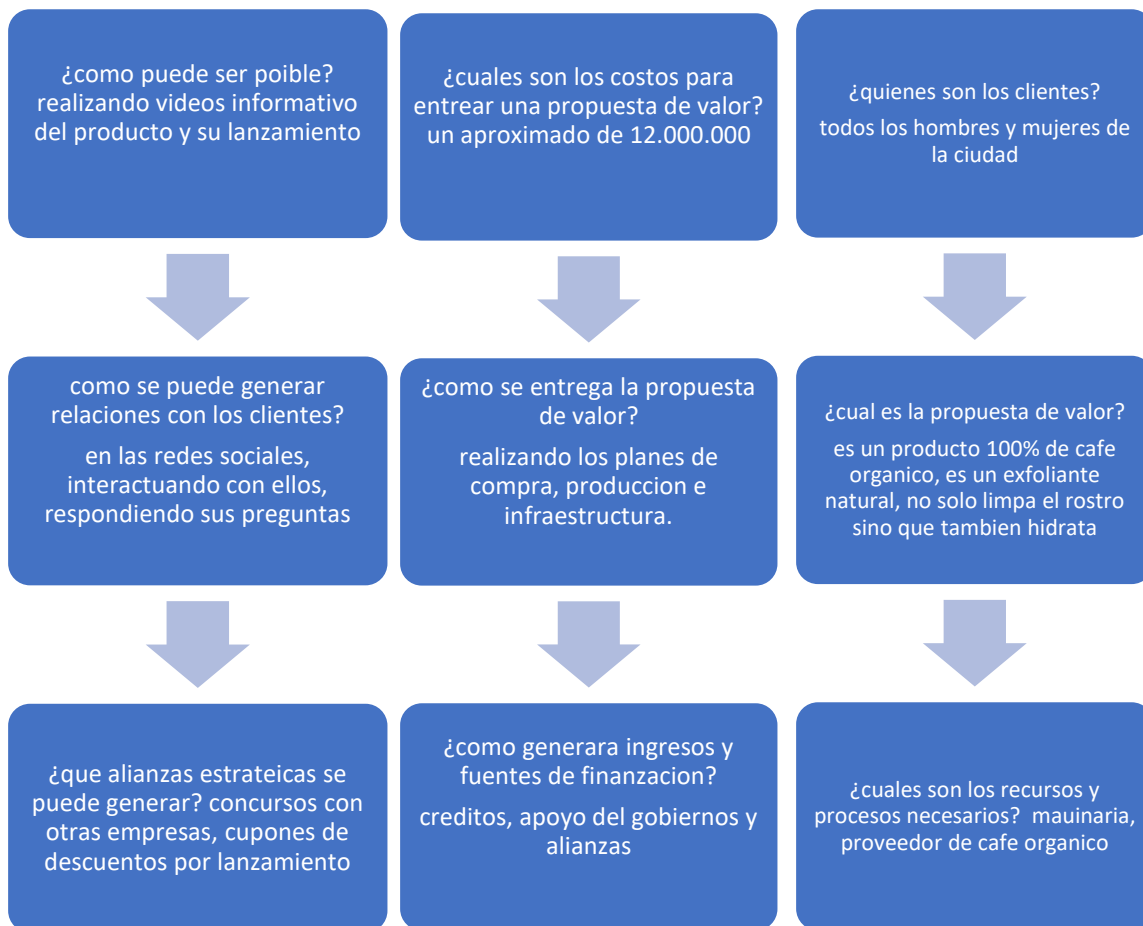 ¿como puede ser poible?
realizando videos informativo
del producto y su lanzamiento
como se puede generar
relaciones con los clientes?
en las redes sociales,
interactuando con ellos,
respondiendo sus preguntas
¿que alianzas estrateicas se
puede generar? concursos con
otras empresas, cupones de
descuentos por lanzamiento
¿cuales son los costos para
entrear una propuesta de valor?
un aproximado de 12.000.000
¿como se entrega la propuesta
de valor?
realizando los planes de
compra, produccion e
infraestructura.
¿como generara ingresos y
fuentes de finanzacion?
creditos, apoyo del gobiernos y
alianzas
¿quienes son los clientes?
todos los hombres y mujeres de
la ciudad
¿cual es la propuesta de valor?
es un producto 100% de cafe
organico, es un exfoliante
natural, no solo limpa el rostro
sino que tambien hidrata
¿cuales son los recursos y
procesos necesarios? mauinaria,
proveedor de cafe organico